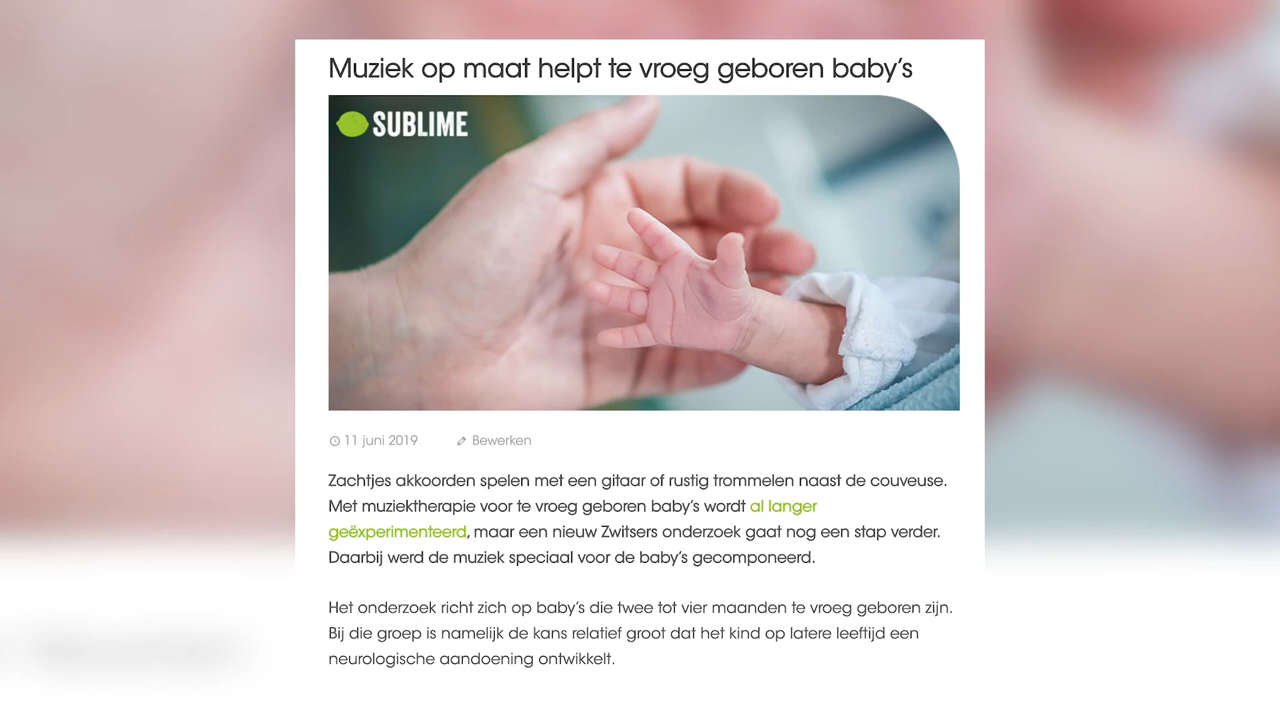 Muziek op maat helpt te vroeg geboren baby's
SUBLIME
11 juni 2019 Bewerken
Zachtjes akkoorden spelen met een gitaar of rustig trommelen naast de couveuse.
Met muziektherapie voor te vroeg geboren baby's wordt al langer
geëxperimenteerd, maar een nieuw Zwitsers onderzoek gaat nog een stap verder.
Daarbij werd de muziek speciaal voor de baby's gecomponeerd.
Het onderzoek richt zich op baby's die twee tot vier maanden te vroeg geboren zijn.
Bij die groep is namelijk de kans relatief groot dat het kind op latere leeftijd een
neurologische aandoening ontwikkelt.